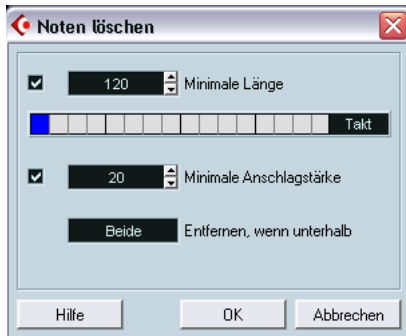 Noten löschen
120 Minimale Länge
Takt
20 Minimale Anschlagstärke
Beide Entfernen, wenn unterhalb
Hilfe OK Abbrechen